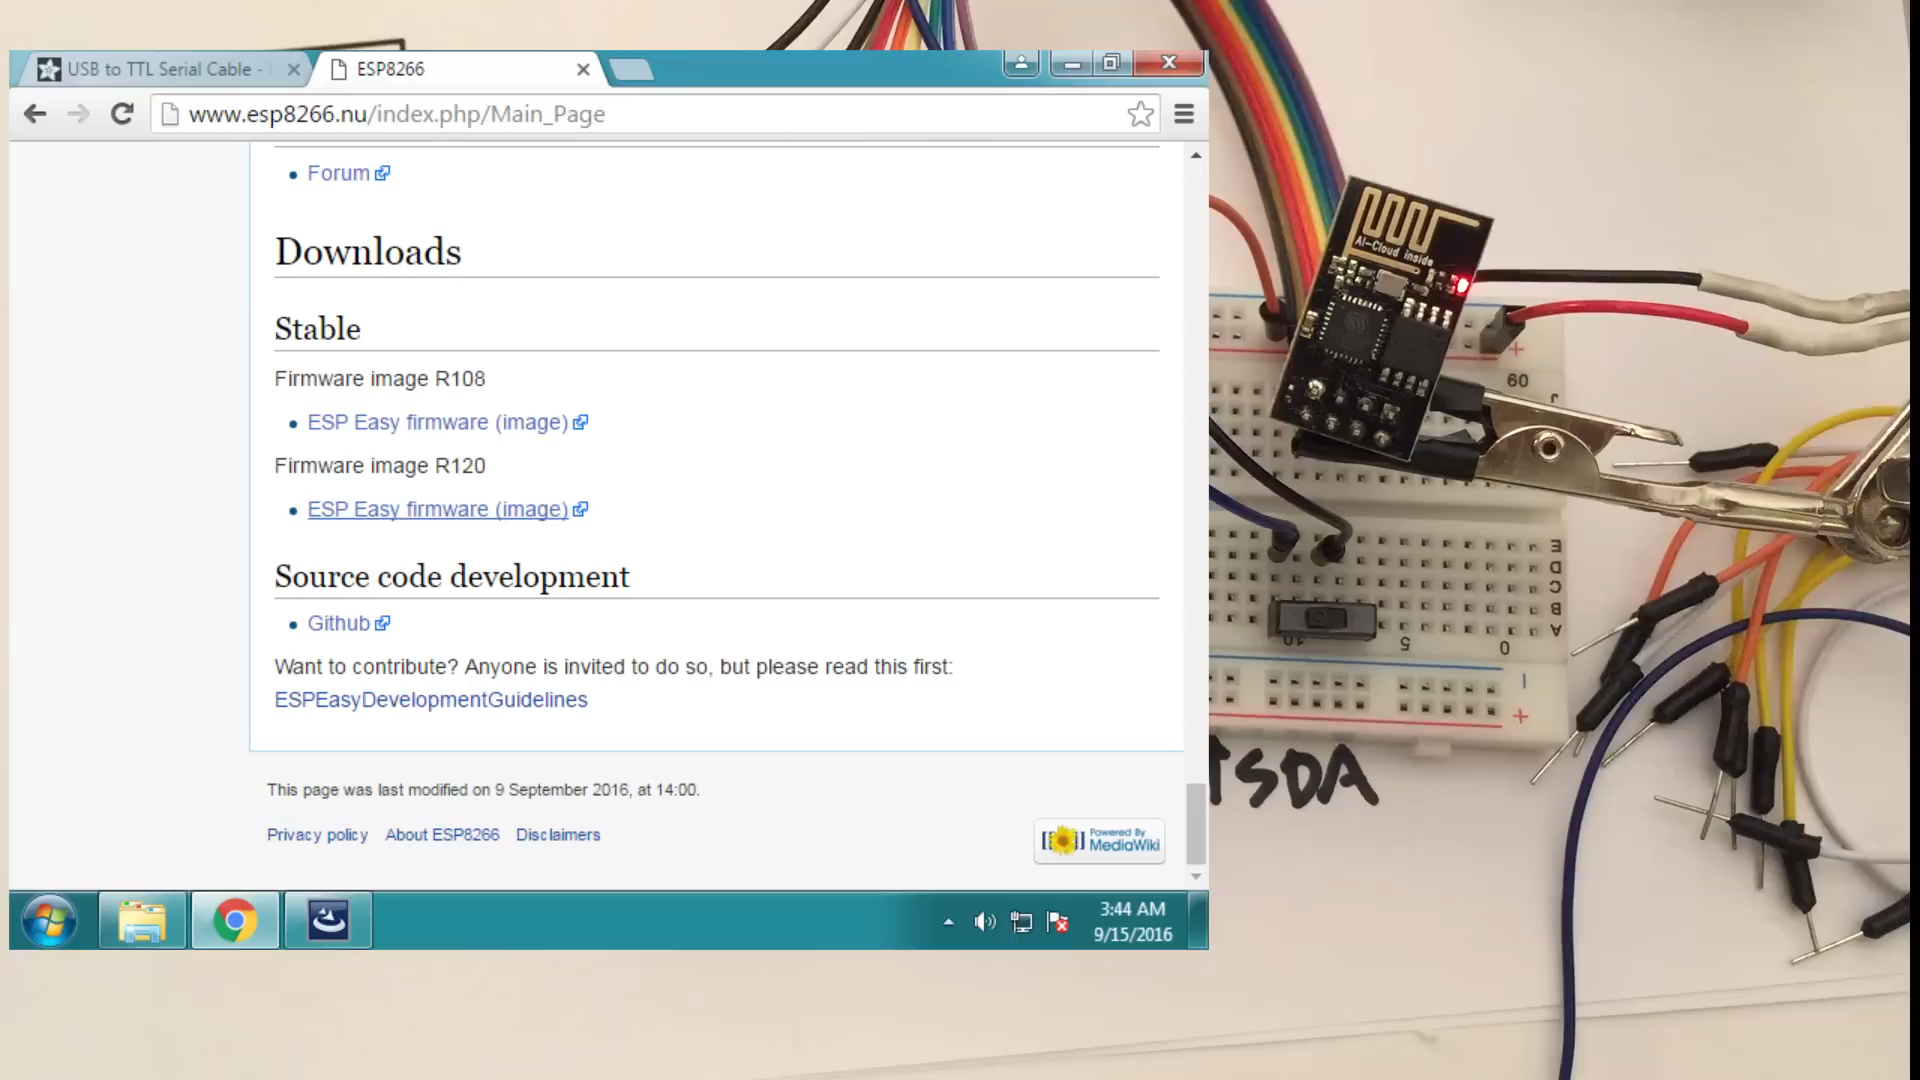 USB to TTL Serial Cable -
ESP8266
www.esp8266.nu/index.php/Main_Page
Forum
Downloads
Stable
Firmware image R108
ESP Easy firmware (image)
Firmware image R120
ESP Easy firmware (image)
Source code development
Github
Want to contribute? Anyone is invited to do so, but please read this first:
ESPEasyDevelopmentGuidelines
This page was last modified on 9 September 2016, at 14:00.
Privacy policy About ESP8266 Disclaimers
Powered By
MediaWiki
3:44 AM
9/15/2016
AI-Cloud inside
60
J
E
D
C
B
A
10
5
0
TSDA